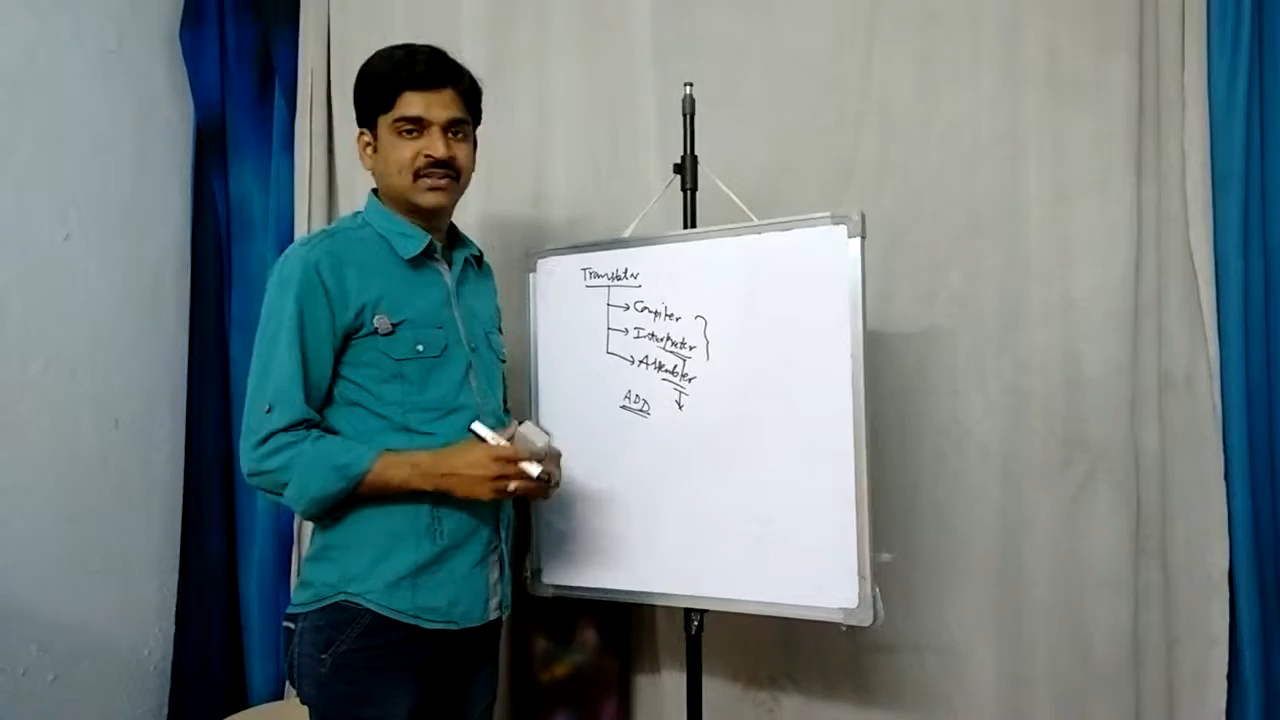 Translator
Compiler
Interpreter
Assembler
ADD